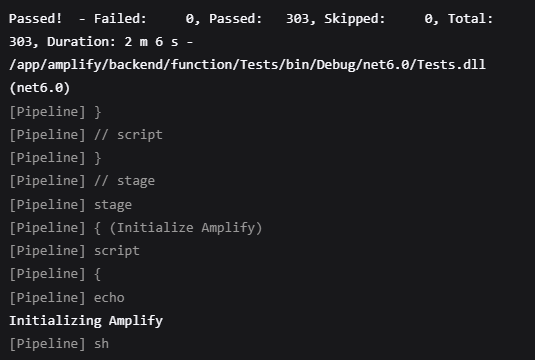 Passed!  - Failed:     0, Passed:   303, Skipped:     0, Total:
303, Duration: 2 m 6 s -
/app/amplify/backend/function/Tests/bin/Debug/net6.0/Tests.dll
(net6.0)
[Pipeline] }
[Pipeline] // script
[Pipeline] }
[Pipeline] // stage
[Pipeline] stage
[Pipeline] { (Initialize Amplify)
[Pipeline] script
[Pipeline] {
[Pipeline] echo
Initializing Amplify
[Pipeline] sh